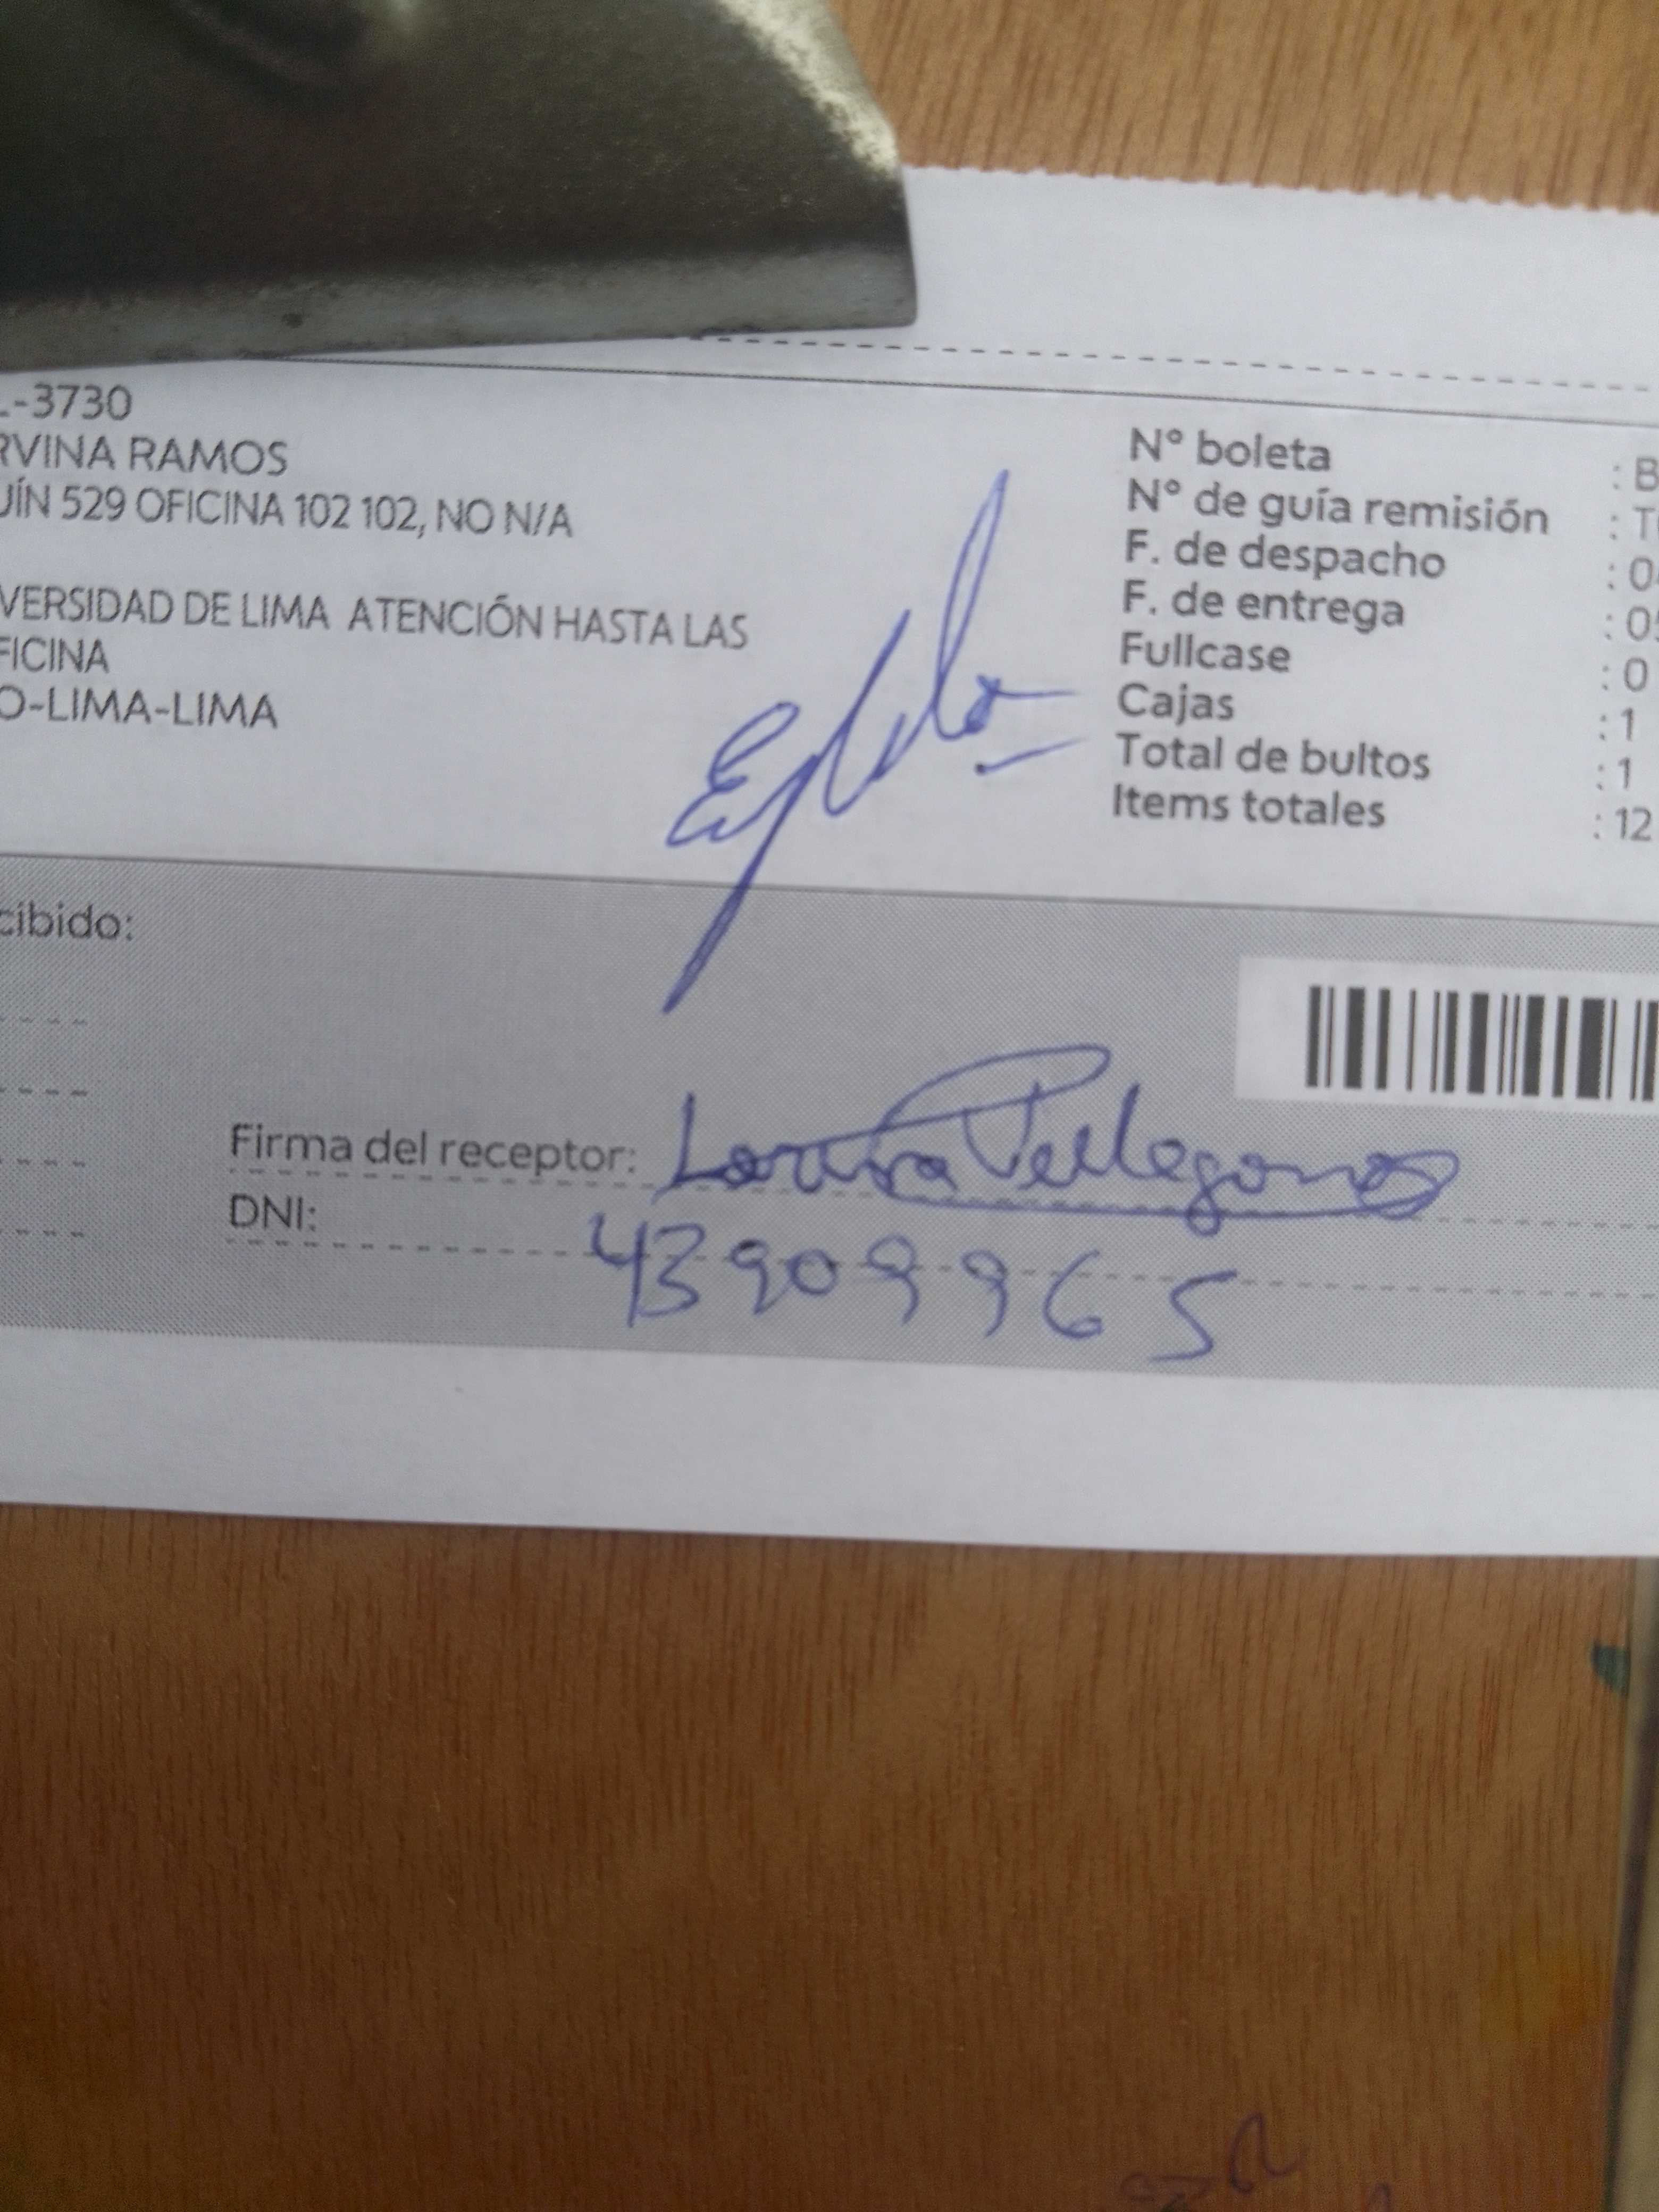 L-3730
RVINA RAMOS
UÍN 529 OFICINA 102 102, NO N/A
VERSIDAD DE LIMA ATENCIÓN HASTA LAS
FICINA
O-LIMA-LIMA
N° boleta : B
N° de guía remisión : T
F. de despacho : 0
F. de entrega : 0
Fullcase : 0
Cajas : 1
Total de bultos : 1
Items totales : 12
cibido:
Firma del receptor:
DNI: 43909965